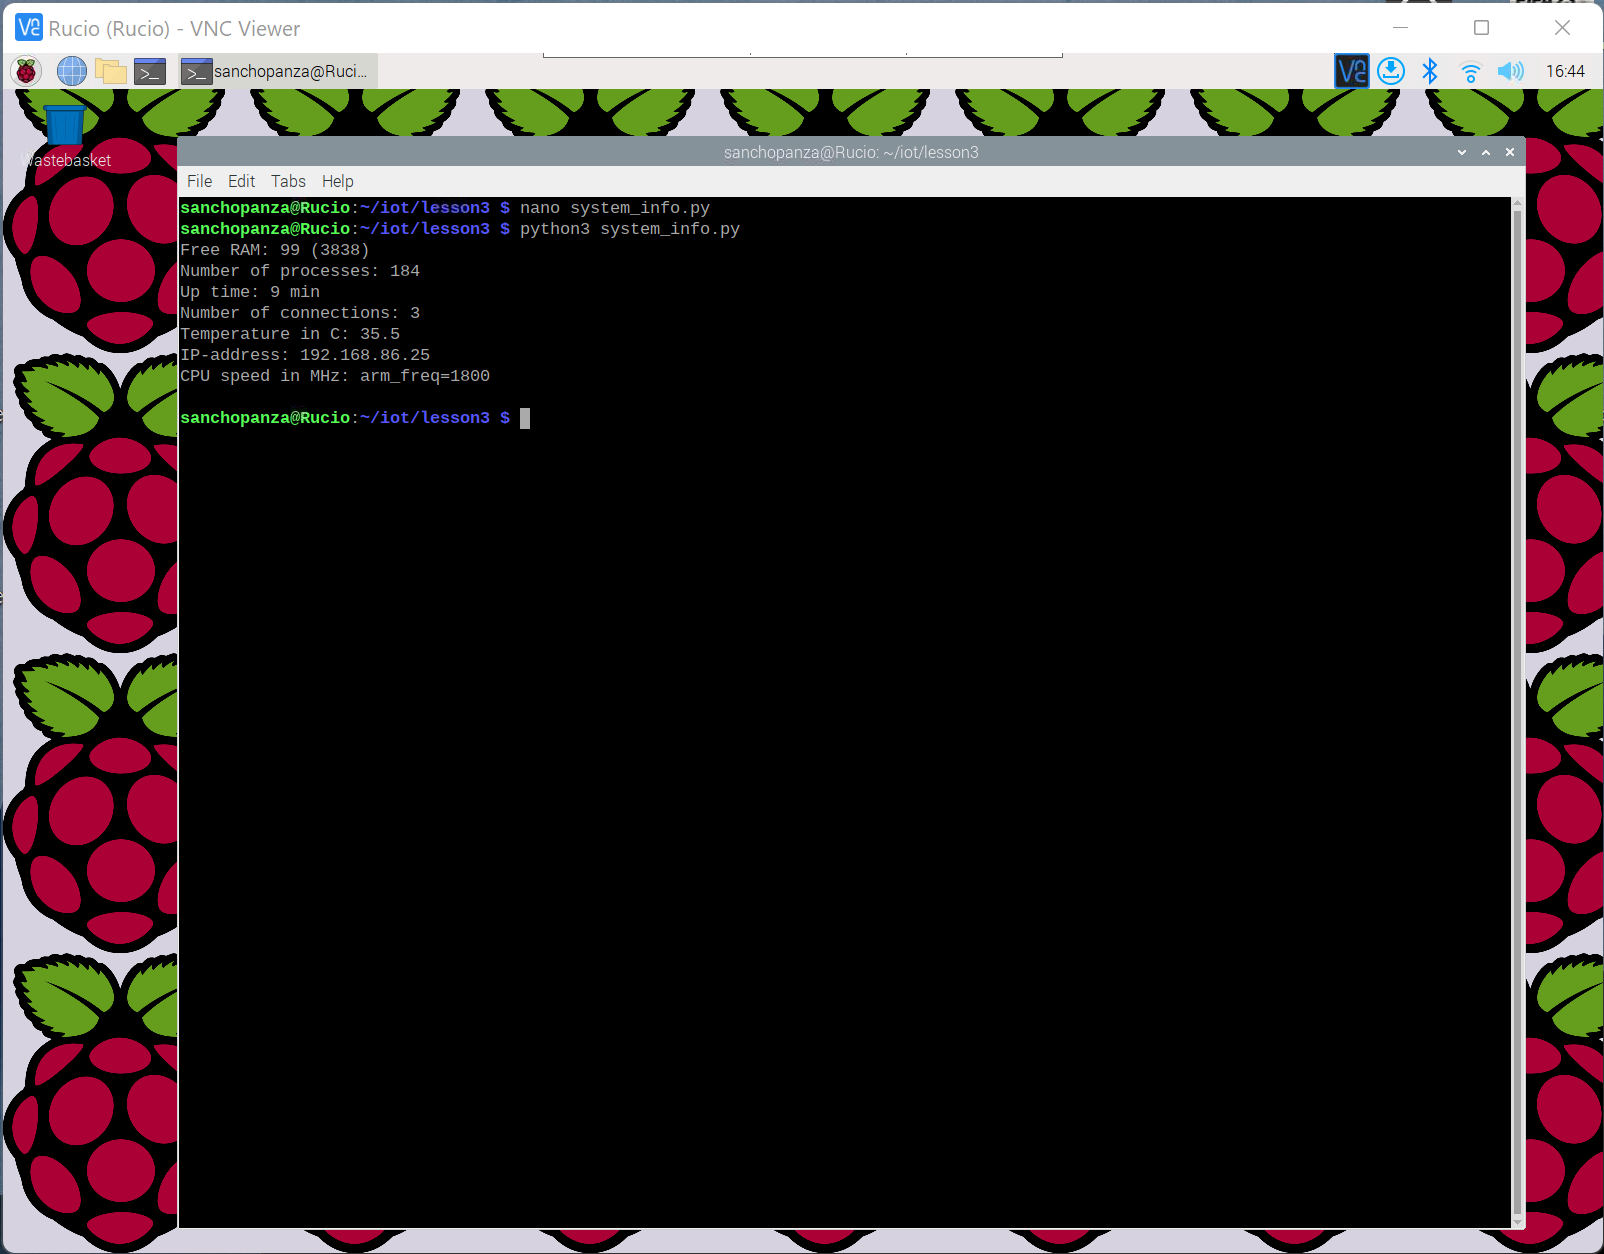 Rucio (Rucio) - VNC Viewer
sanchopanza@Ruci...
16:44
Wastebasket
sanchopanza@Rucio: ~/iot/lesson3
File Edit Tabs Help
sanchopanza@Rucio:~/iot/lesson3 $ nano system_info.py
sanchopanza@Rucio:~/iot/lesson3 $ python3 system_info.py
Free RAM: 99 (3838)
Number of processes: 184
Up time: 9 min
Number of connections: 3
Temperature in C: 35.5
IP-address: 192.168.86.25
CPU speed in MHz: arm_freq=1800
sanchopanza@Rucio:~/iot/lesson3 $